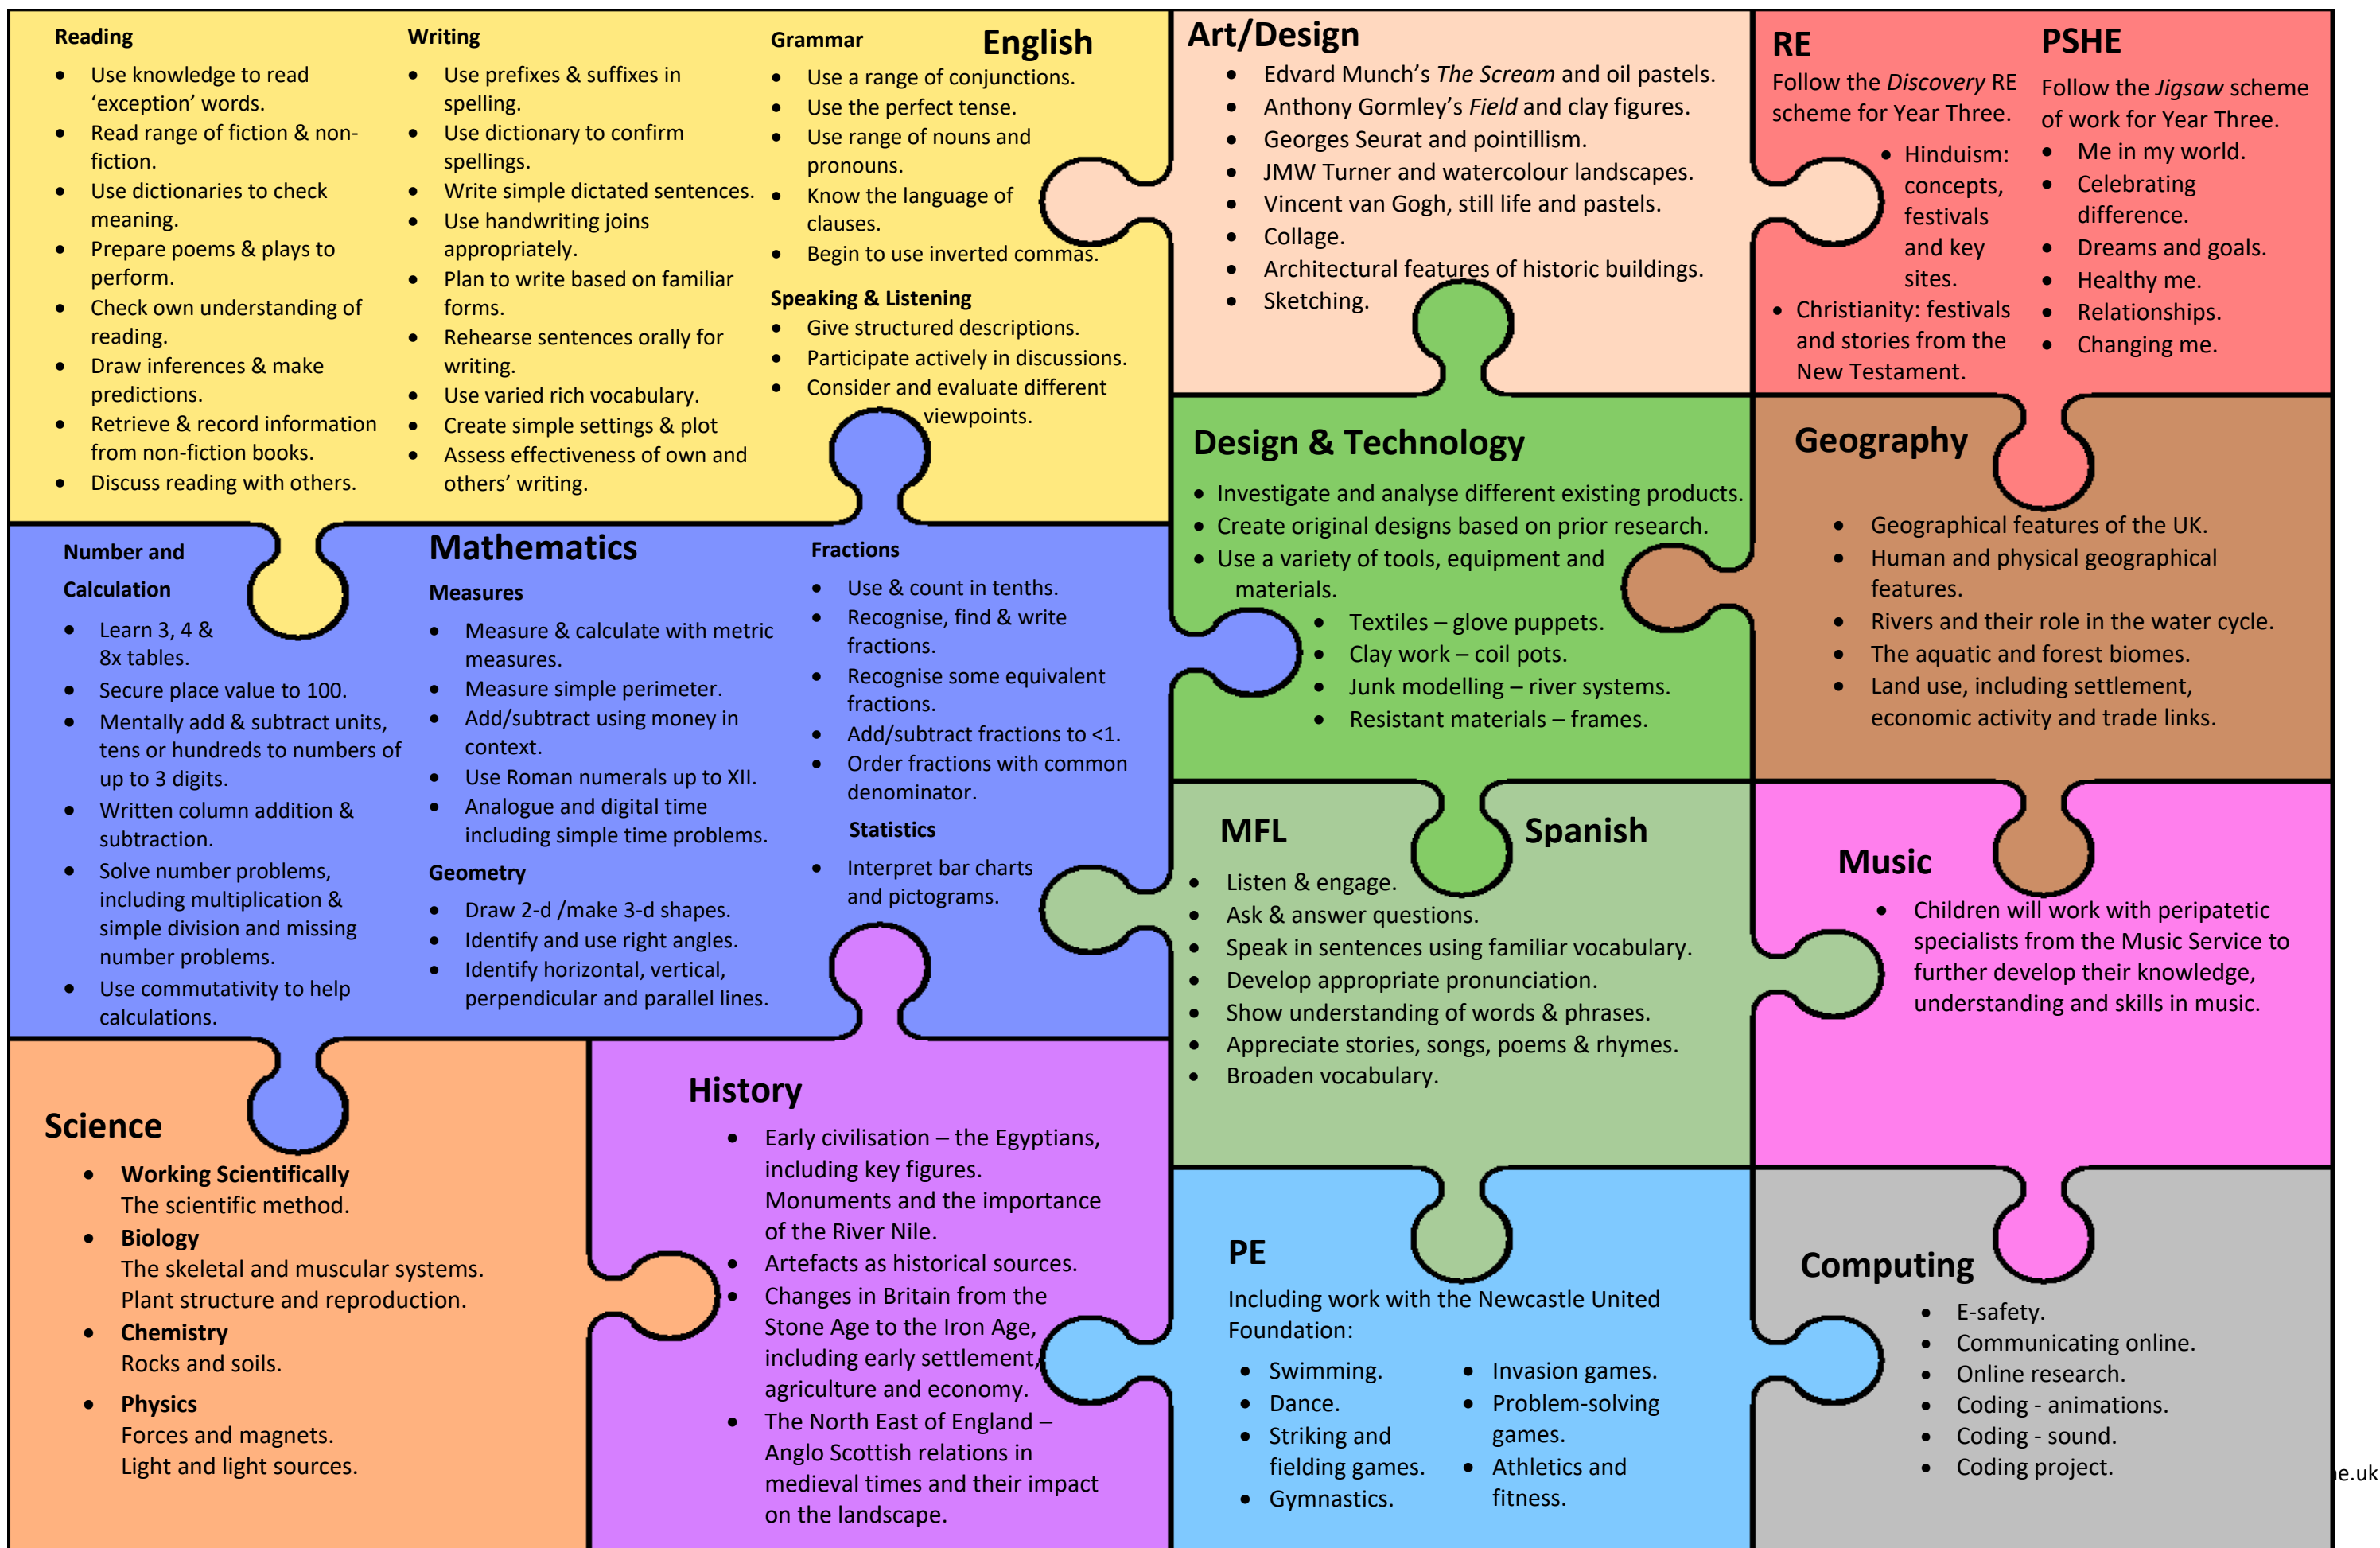 Reading
Use knowledge to read
‘exception’ words.
Read range of fiction & non-
fiction.
Use dictionaries to check
meaning.
Prepare poems & plays to
perform.
Check own understanding of
reading.
Draw inferences & make
predictions.
Retrieve & record information
from non-fiction books.
Discuss reading with others.
Writing
Use prefixes & suffixes in
spelling.
Use dictionary to confirm
spellings.
Write simple dictated sentences.
Use handwriting joins
appropriately.
Plan to write based on familiar
forms.
Rehearse sentences orally for
writing.
Use varied rich vocabulary.
Create simple settings & plot
Assess effectiveness of own and
others’ writing.
English
Grammar
Use a range of conjunctions.
Use the perfect tense.
Use range of nouns and
pronouns.
Know the language of
clauses.
Begin to use inverted commas.
Speaking & Listening
Give structured descriptions.
Participate actively in discussions.
Consider and evaluate different
viewpoints.
Art/Design
Edvard Munch’s The Scream and oil pastels.
Anthony Gormley’s Field and clay figures.
Georges Seurat and pointillism.
JMW Turner and watercolour landscapes.
Vincent van Gogh, still life and pastels.
Collage.
Architectural features of historic buildings.
Sketching.
RE
Follow the Discovery RE
scheme for Year Three.
Hinduism:
concepts,
festivals
and key
sites.
Christianity: festivals
and stories from the
New Testament.
PSHE
Follow the Jigsaw scheme
of work for Year Three.
Me in my world.
Celebrating
difference.
Dreams and goals.
Healthy me.
Relationships.
Changing me.
Number and
Calculation
Learn 3, 4 &
8x tables.
Secure place value to 100.
Mentally add & subtract units,
tens or hundreds to numbers of
up to 3 digits.
Written column addition &
subtraction.
Solve number problems,
including multiplication &
simple division and missing
number problems.
Use commutativity to help
calculations.
Mathematics
Measures
Measure & calculate with metric
measures.
Measure simple perimeter.
Add/subtract using money in
context.
Use Roman numerals up to XII.
Analogue and digital time
including simple time problems.
Geometry
Draw 2-d /make 3-d shapes.
Identify and use right angles.
Identify horizontal, vertical,
perpendicular and parallel lines.
Fractions
Use & count in tenths.
Recognise, find & write
fractions.
Recognise some equivalent
fractions.
Add/subtract fractions to <1.
Order fractions with common
denominator.
Statistics
Interpret bar charts
and pictograms.
Design & Technology
Investigate and analyse different existing products.
Create original designs based on prior research.
Use a variety of tools, equipment and
materials.
Textiles – glove puppets.
Clay work – coil pots.
Junk modelling – river systems.
Resistant materials – frames.
Geography
Geographical features of the UK.
Human and physical geographical
features.
Rivers and their role in the water cycle.
The aquatic and forest biomes.
Land use, including settlement,
economic activity and trade links.
MFL Spanish
Listen & engage.
Ask & answer questions.
Speak in sentences using familiar vocabulary.
Develop appropriate pronunciation.
Show understanding of words & phrases.
Appreciate stories, songs, poems & rhymes.
Broaden vocabulary.
Music
Children will work with peripatetic
specialists from the Music Service to
further develop their knowledge,
understanding and skills in music.
Science
Working Scientifically
The scientific method.
Biology
The skeletal and muscular systems.
Plant structure and reproduction.
Chemistry
Rocks and soils.
Physics
Forces and magnets.
Light and light sources.
History
Early civilisation – the Egyptians,
including key figures.
Monuments and the importance
of the River Nile.
Artefacts as historical sources.
Changes in Britain from the
Stone Age to the Iron Age,
including early settlement,
agriculture and economy.
The North East of England –
Anglo Scottish relations in
medieval times and their impact
on the landscape.
PE
Including work with the Newcastle United
Foundation:
Swimming.
Dance.
Striking and
fielding games.
Gymnastics.
Invasion games.
Problem-solving
games.
Athletics and
fitness.
Computing
E-safety.
Communicating online.
Online research.
Coding - animations.
Coding - sound.
Coding project.